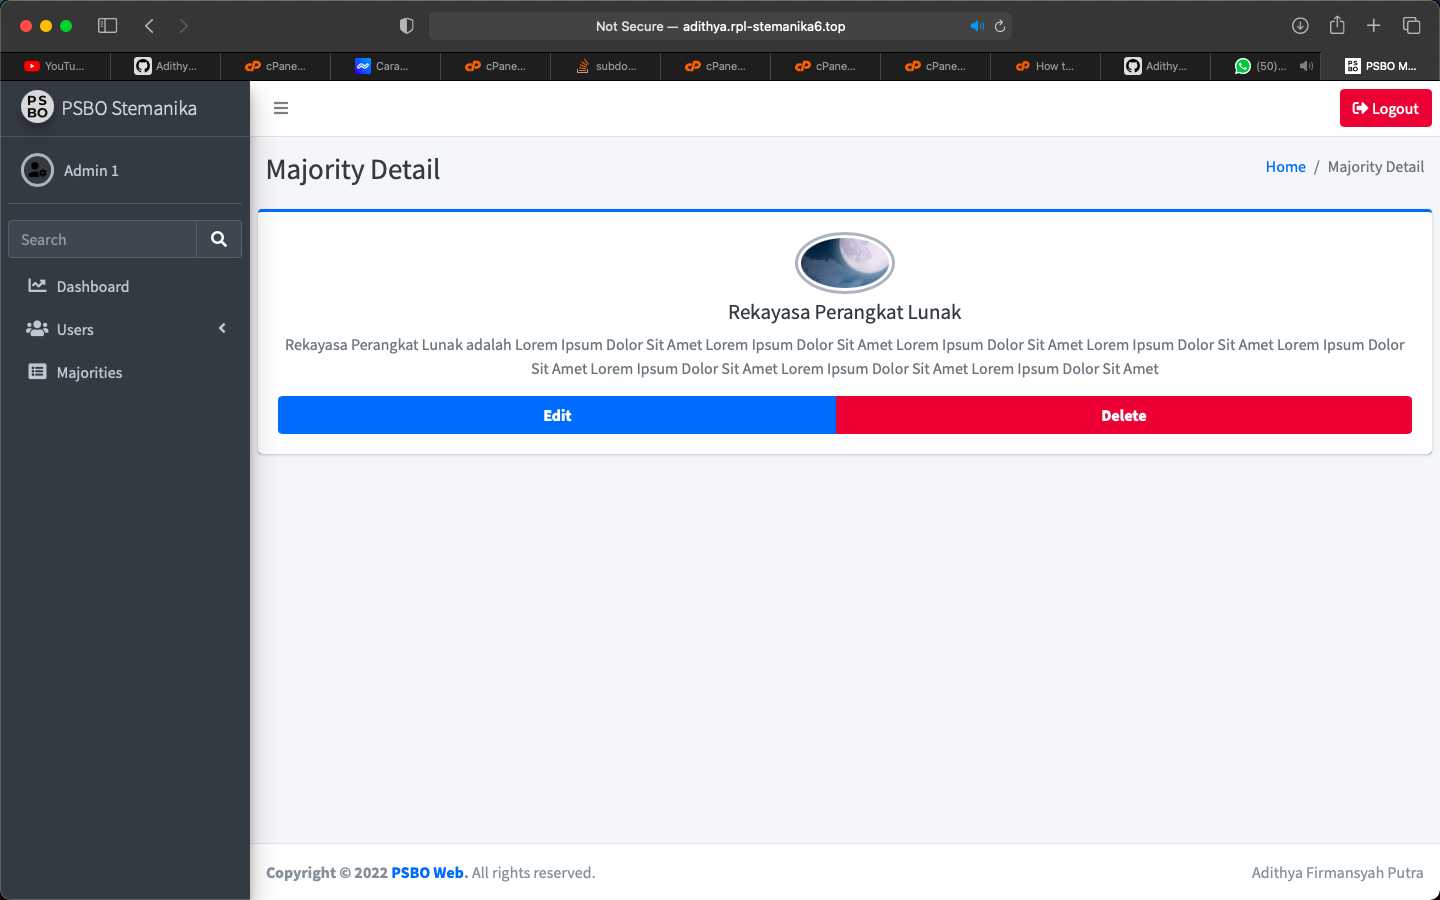 Not Secure — adithya.rpl-stemanika6.top
YouTu...
Adithy...
cPane...
Cara...
cPane...
subdo...
cPane...
cPane...
cPane...
How t...
Adithy...
(50)...
PSBO M...
PS
BO
PSBO Stemanika
Logout
Admin 1
Majority Detail
Home / Majority Detail
Search
Dashboard
Users
Majorities
Rekayasa Perangkat Lunak
Rekayasa Perangkat Lunak adalah Lorem Ipsum Dolor Sit Amet Lorem Ipsum Dolor Sit Amet Lorem Ipsum Dolor Sit Amet Lorem Ipsum Dolor Sit Amet Lorem Ipsum Dolor
Sit Amet Lorem Ipsum Dolor Sit Amet Lorem Ipsum Dolor Sit Amet Lorem Ipsum Dolor Sit Amet
Edit
Delete
Copyright © 2022 PSBO Web. All rights reserved.
Adithya Firmansyah Putra